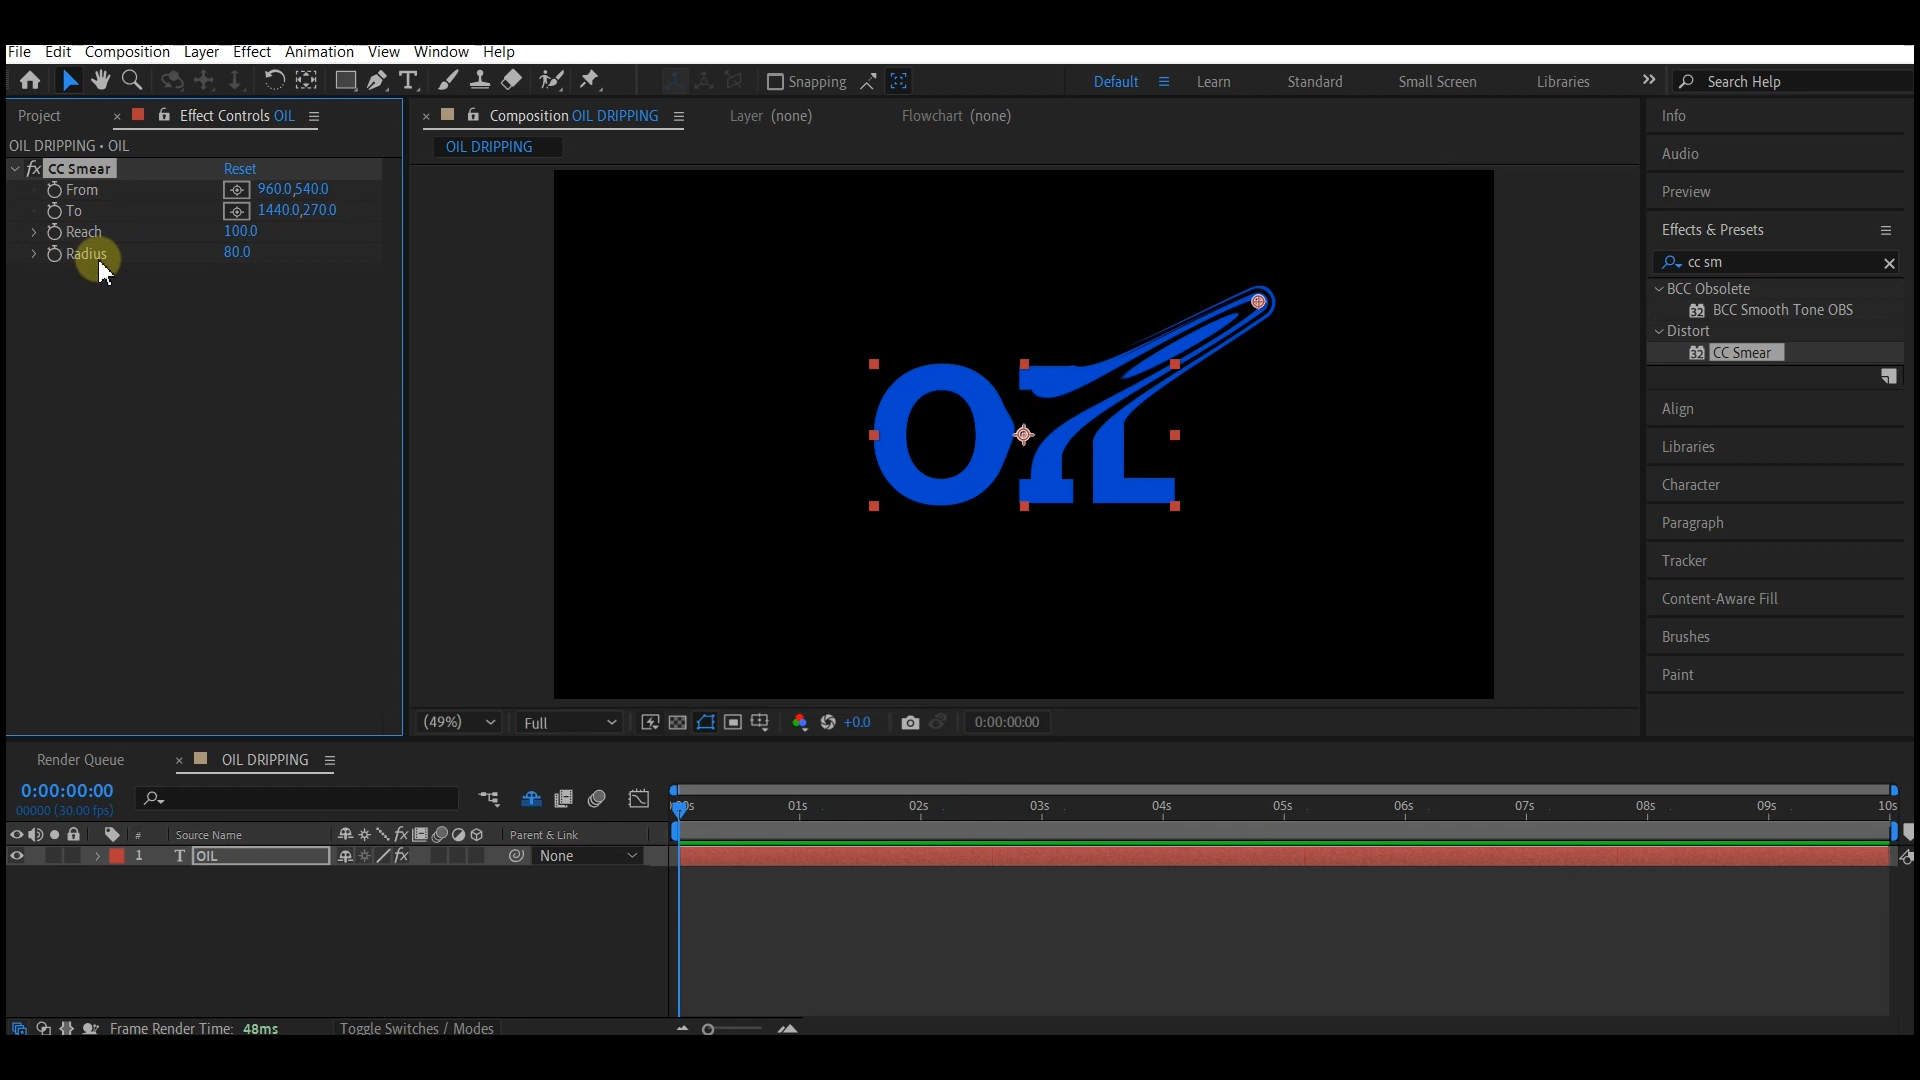 File Edit Composition Layer Effect Animation View Window Help
Snapping Default Learn Standard Small Screen Libraries Search Help
Project Effect Controls OIL
Composition OIL DRIPPING Layer (none) Flowchart (none)
OIL DRIPPING • OIL
OIL DRIPPING
fx CC Smear Reset
From 960.0,540.0
To 1440.0,270.0
Reach 100.0
Radius 80.0
OIL
(49%) Full +0.0 0:00:00:00
Info
Audio
Preview
Effects & Presets
cc sm
BCC Obsolete
32 BCC Smooth Tone OBS
Distort
32 CC Smear
Align
Libraries
Character
Paragraph
Tracker
Content-Aware Fill
Brushes
Paint
Render Queue OIL DRIPPING
0:00:00:00
00000 (30.00 fps)
01s 02s 03s 04s 05s 06s 07s 08s 09s 10s
# Source Name fx Parent & Link
1 T OIL fx None
Frame Render Time: 48ms Toggle Switches / Modes